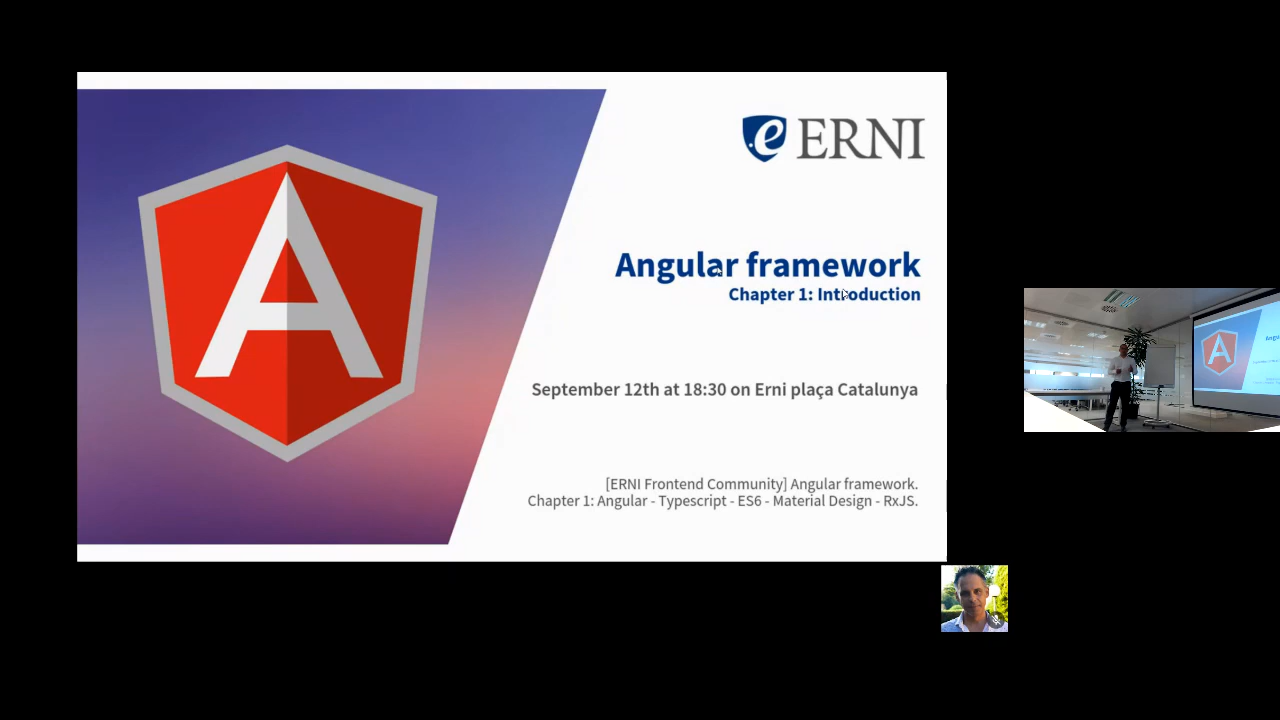 A
e ERNI
Angular framework
Chapter 1: Introduction
September 12th at 18:30 on Erni plaça Catalunya
[ERNI Frontend Community] Angular framework.
Chapter 1: Angular - Typescript - ES6 - Material Design - RxJS.
A